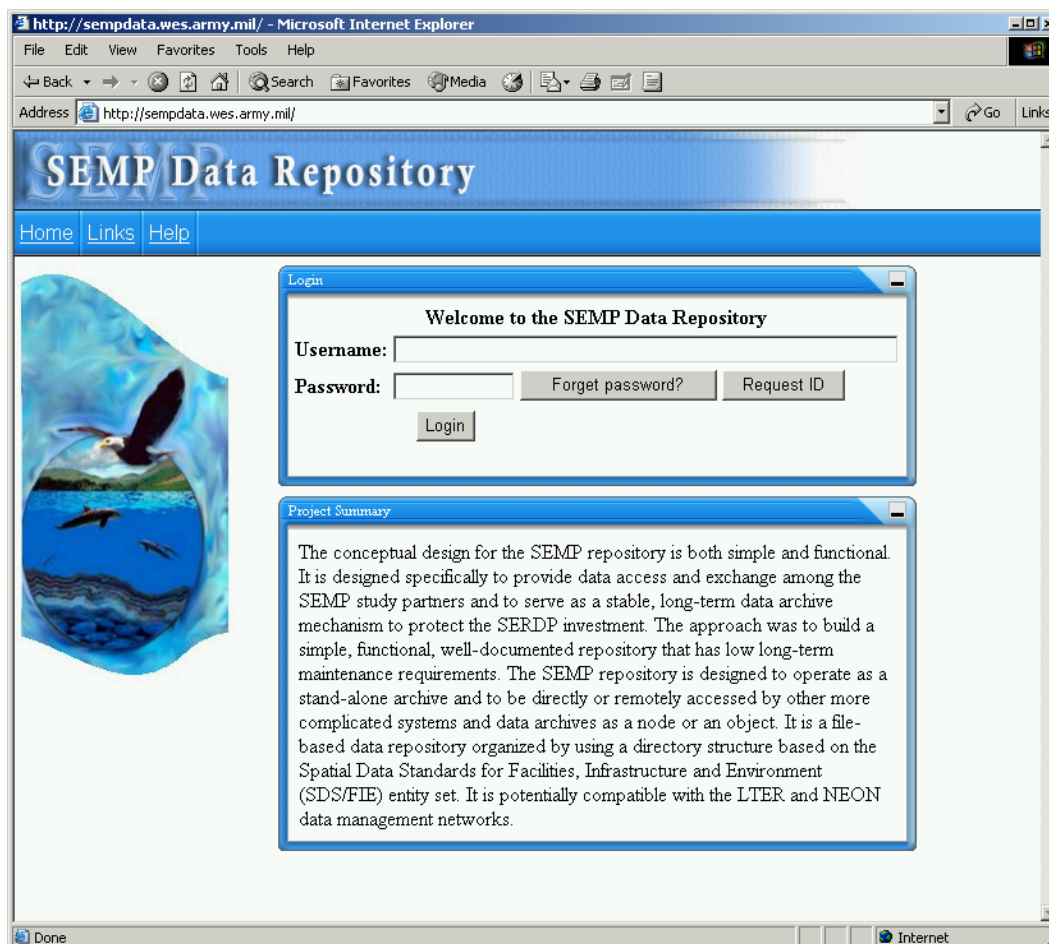 http://sempdata.wes.army.mil/ - Microsoft Internet Explorer
File Edit View Favorites Tools Help
Back Search Favorites Media
Address http://sempdata.wes.army.mil/ Go Links
SEMP Data Repository
Home Links Help
Login
Welcome to the SEMP Data Repository
Username:
Password: Forget password? Request ID
Login
Project Summary
The conceptual design for the SEMP repository is both simple and functional.
It is designed specifically to provide data access and exchange among the
SEMP study partners and to serve as a stable, long-term data archive
mechanism to protect the SERDP investment. The approach was to build a
simple, functional, well-documented repository that has low long-term
maintenance requirements. The SEMP repository is designed to operate as a
stand-alone archive and to be directly or remotely accessed by other more
complicated systems and data archives as a node or an object. It is a file-
based data repository organized by using a directory structure based on the
Spatial Data Standards for Facilities, Infrastructure and Environment
(SDS/FIE) entity set. It is potentially compatible with the LTER and NEON
data management networks.
Done Internet